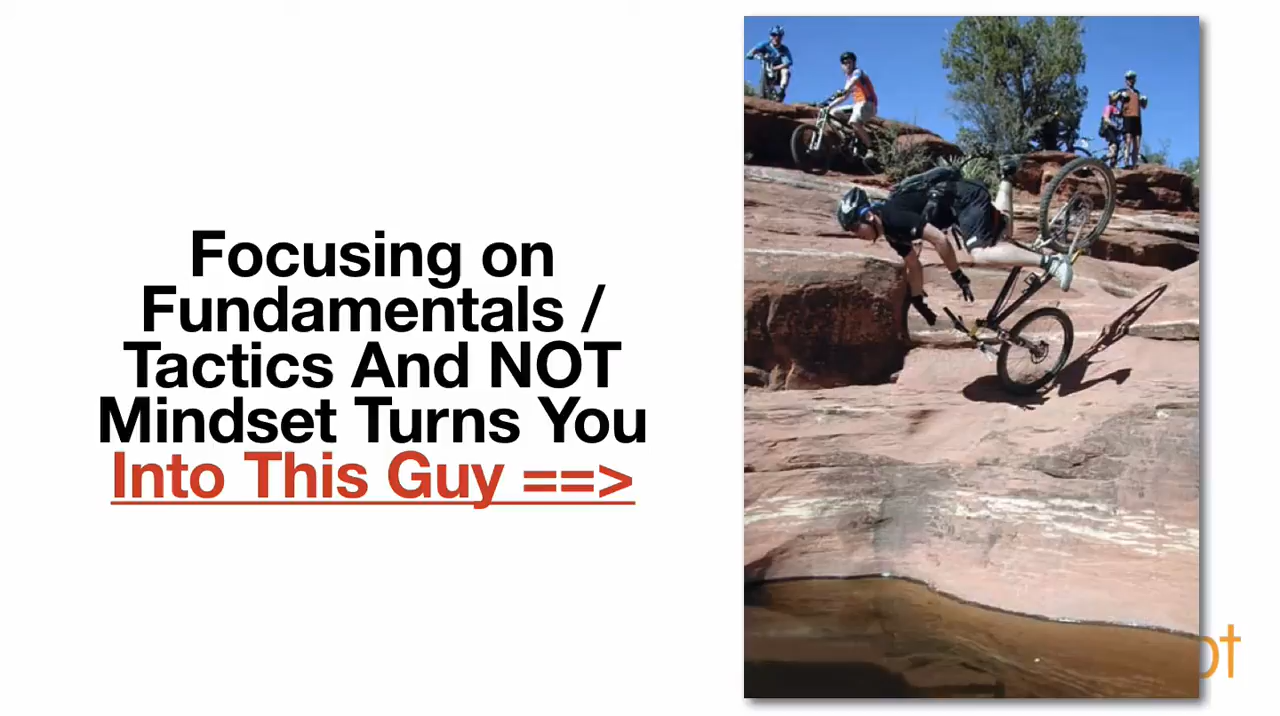 Focusing on
Fundamentals /
Tactics And NOT
Mindset Turns You
Into This Guy ==>